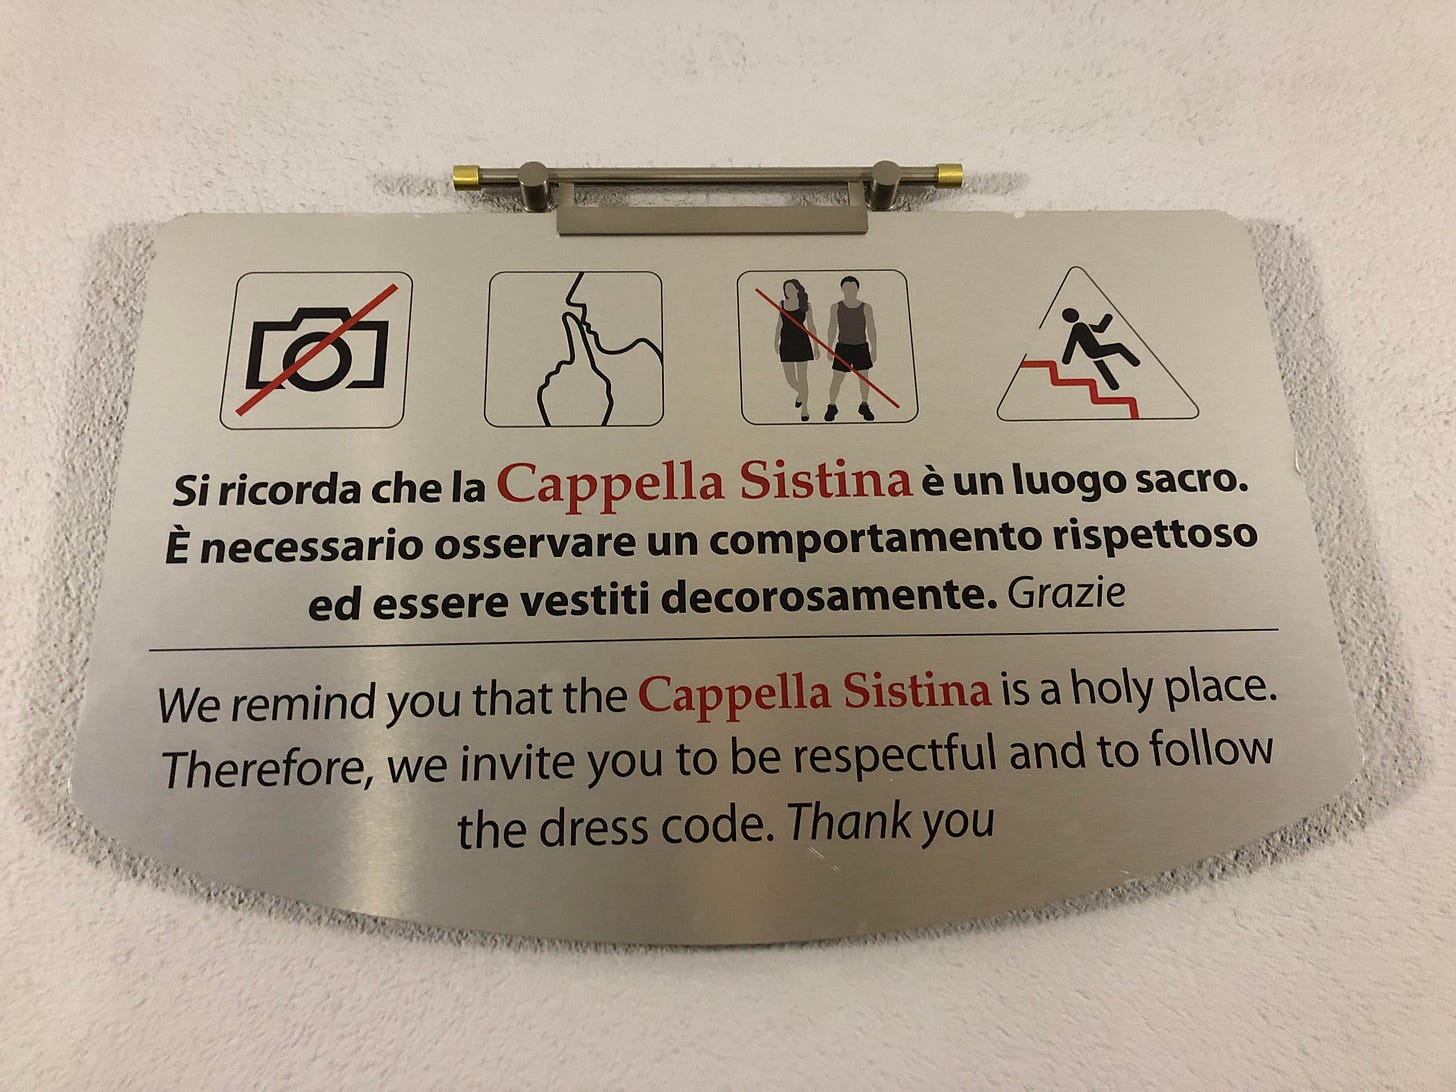 Si ricorda che la Cappella Sistina è un luogo sacro.
È necessario osservare un comportamento rispettoso
ed essere vestiti decorosamente. Grazie
We remind you that the Cappella Sistina is a holy place.
Therefore, we invite you to be respectful and to follow
the dress code. Thank you